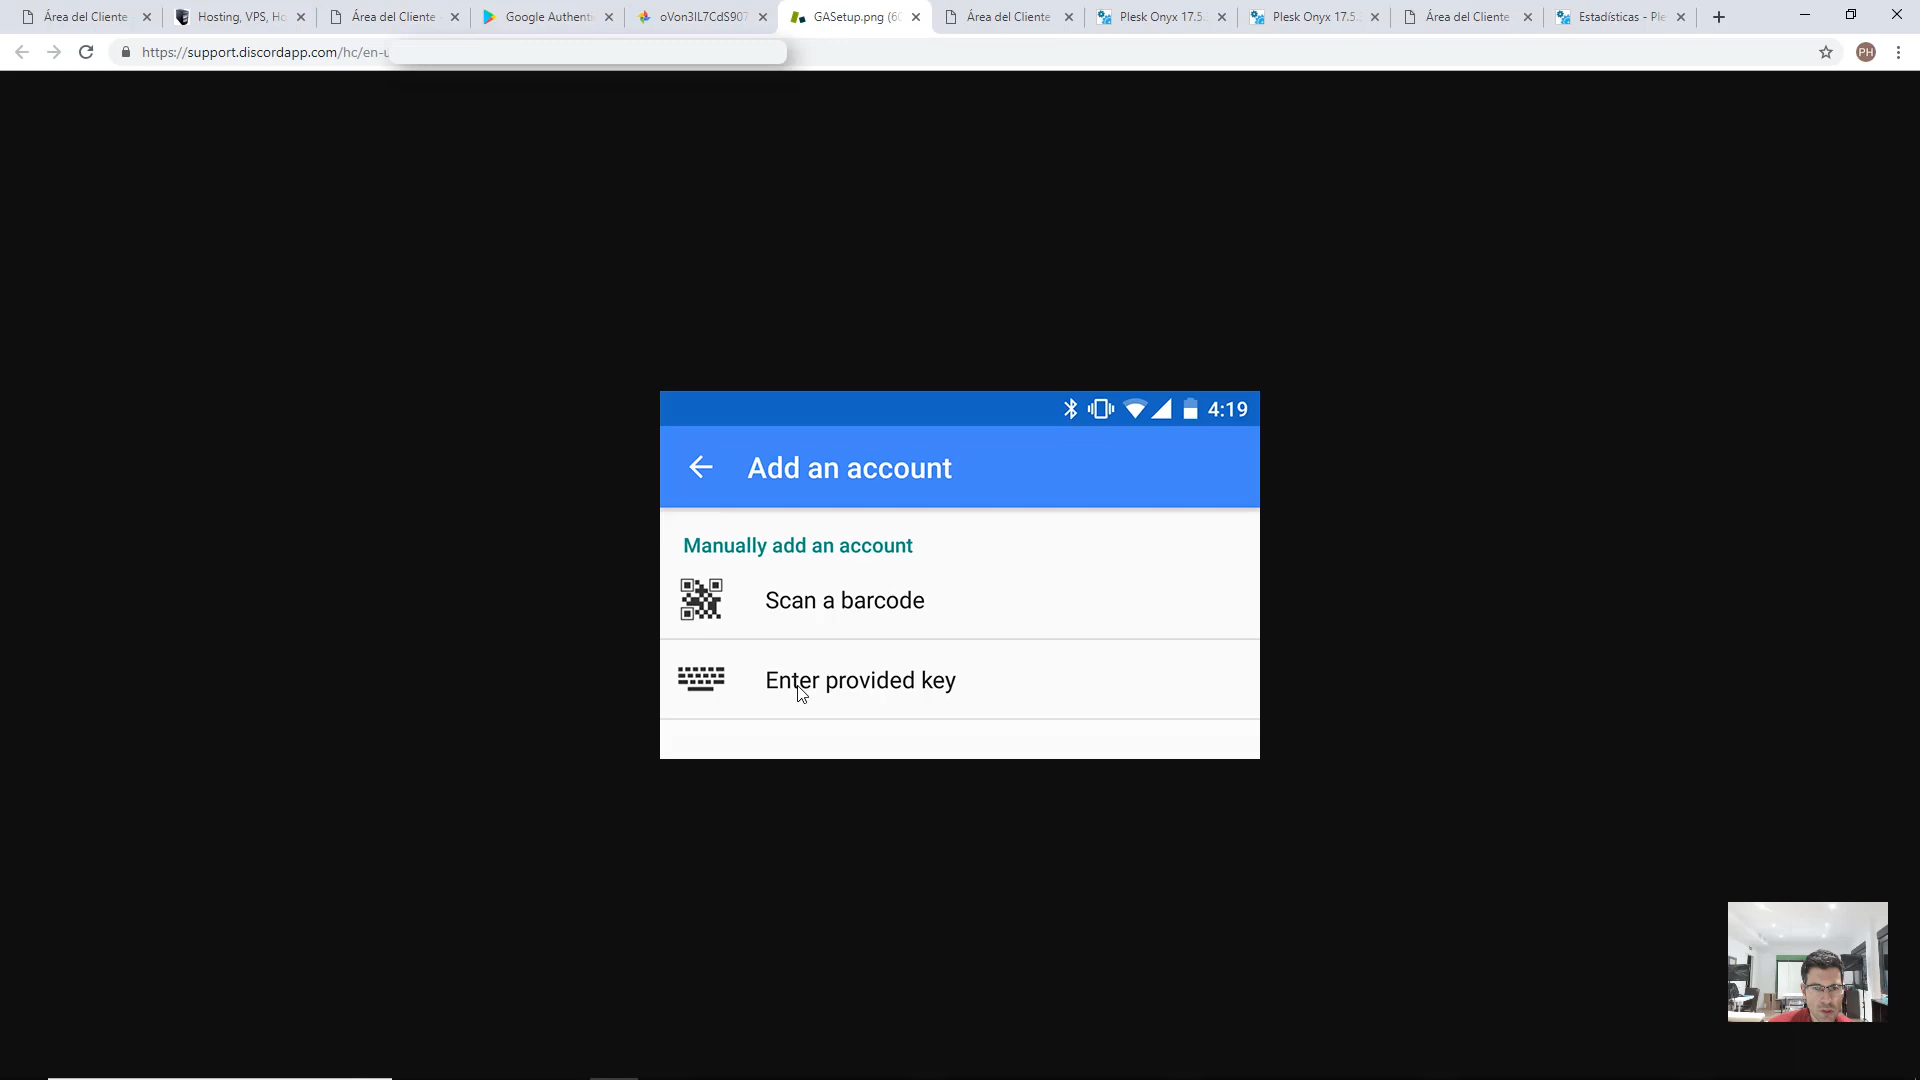 Área del Cliente
Hosting, VPS, Ho
Área del Cliente
Google Authent
oVon3IL7CdS907
GASetup.png (60
Área del Cliente
Plesk Onyx 17.5.
Plesk Onyx 17.5.
Área del Cliente
Estadísticas - Ple
https://support.discordapp.com/hc/en-u
PH
4:19
Add an account
Manually add an account
Scan a barcode
Enter provided key